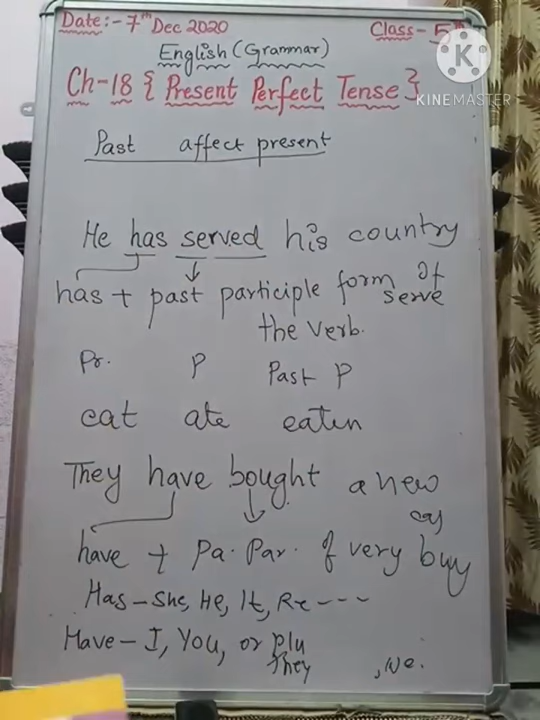 Date:- 7th Dec 2020
Class- 5th
English (Grammar)
Ch-18 { Present Perfect Tense }
KINEMASTER
Past affect present
He has served his country
has + past participle form of serve
the verb.
Pr. P Past P
eat ate eaten
They have bought a new
car
have + Pa. Par. of very buy
Has - She, He, It, Re---
Have - I, You, or plu
They , We.